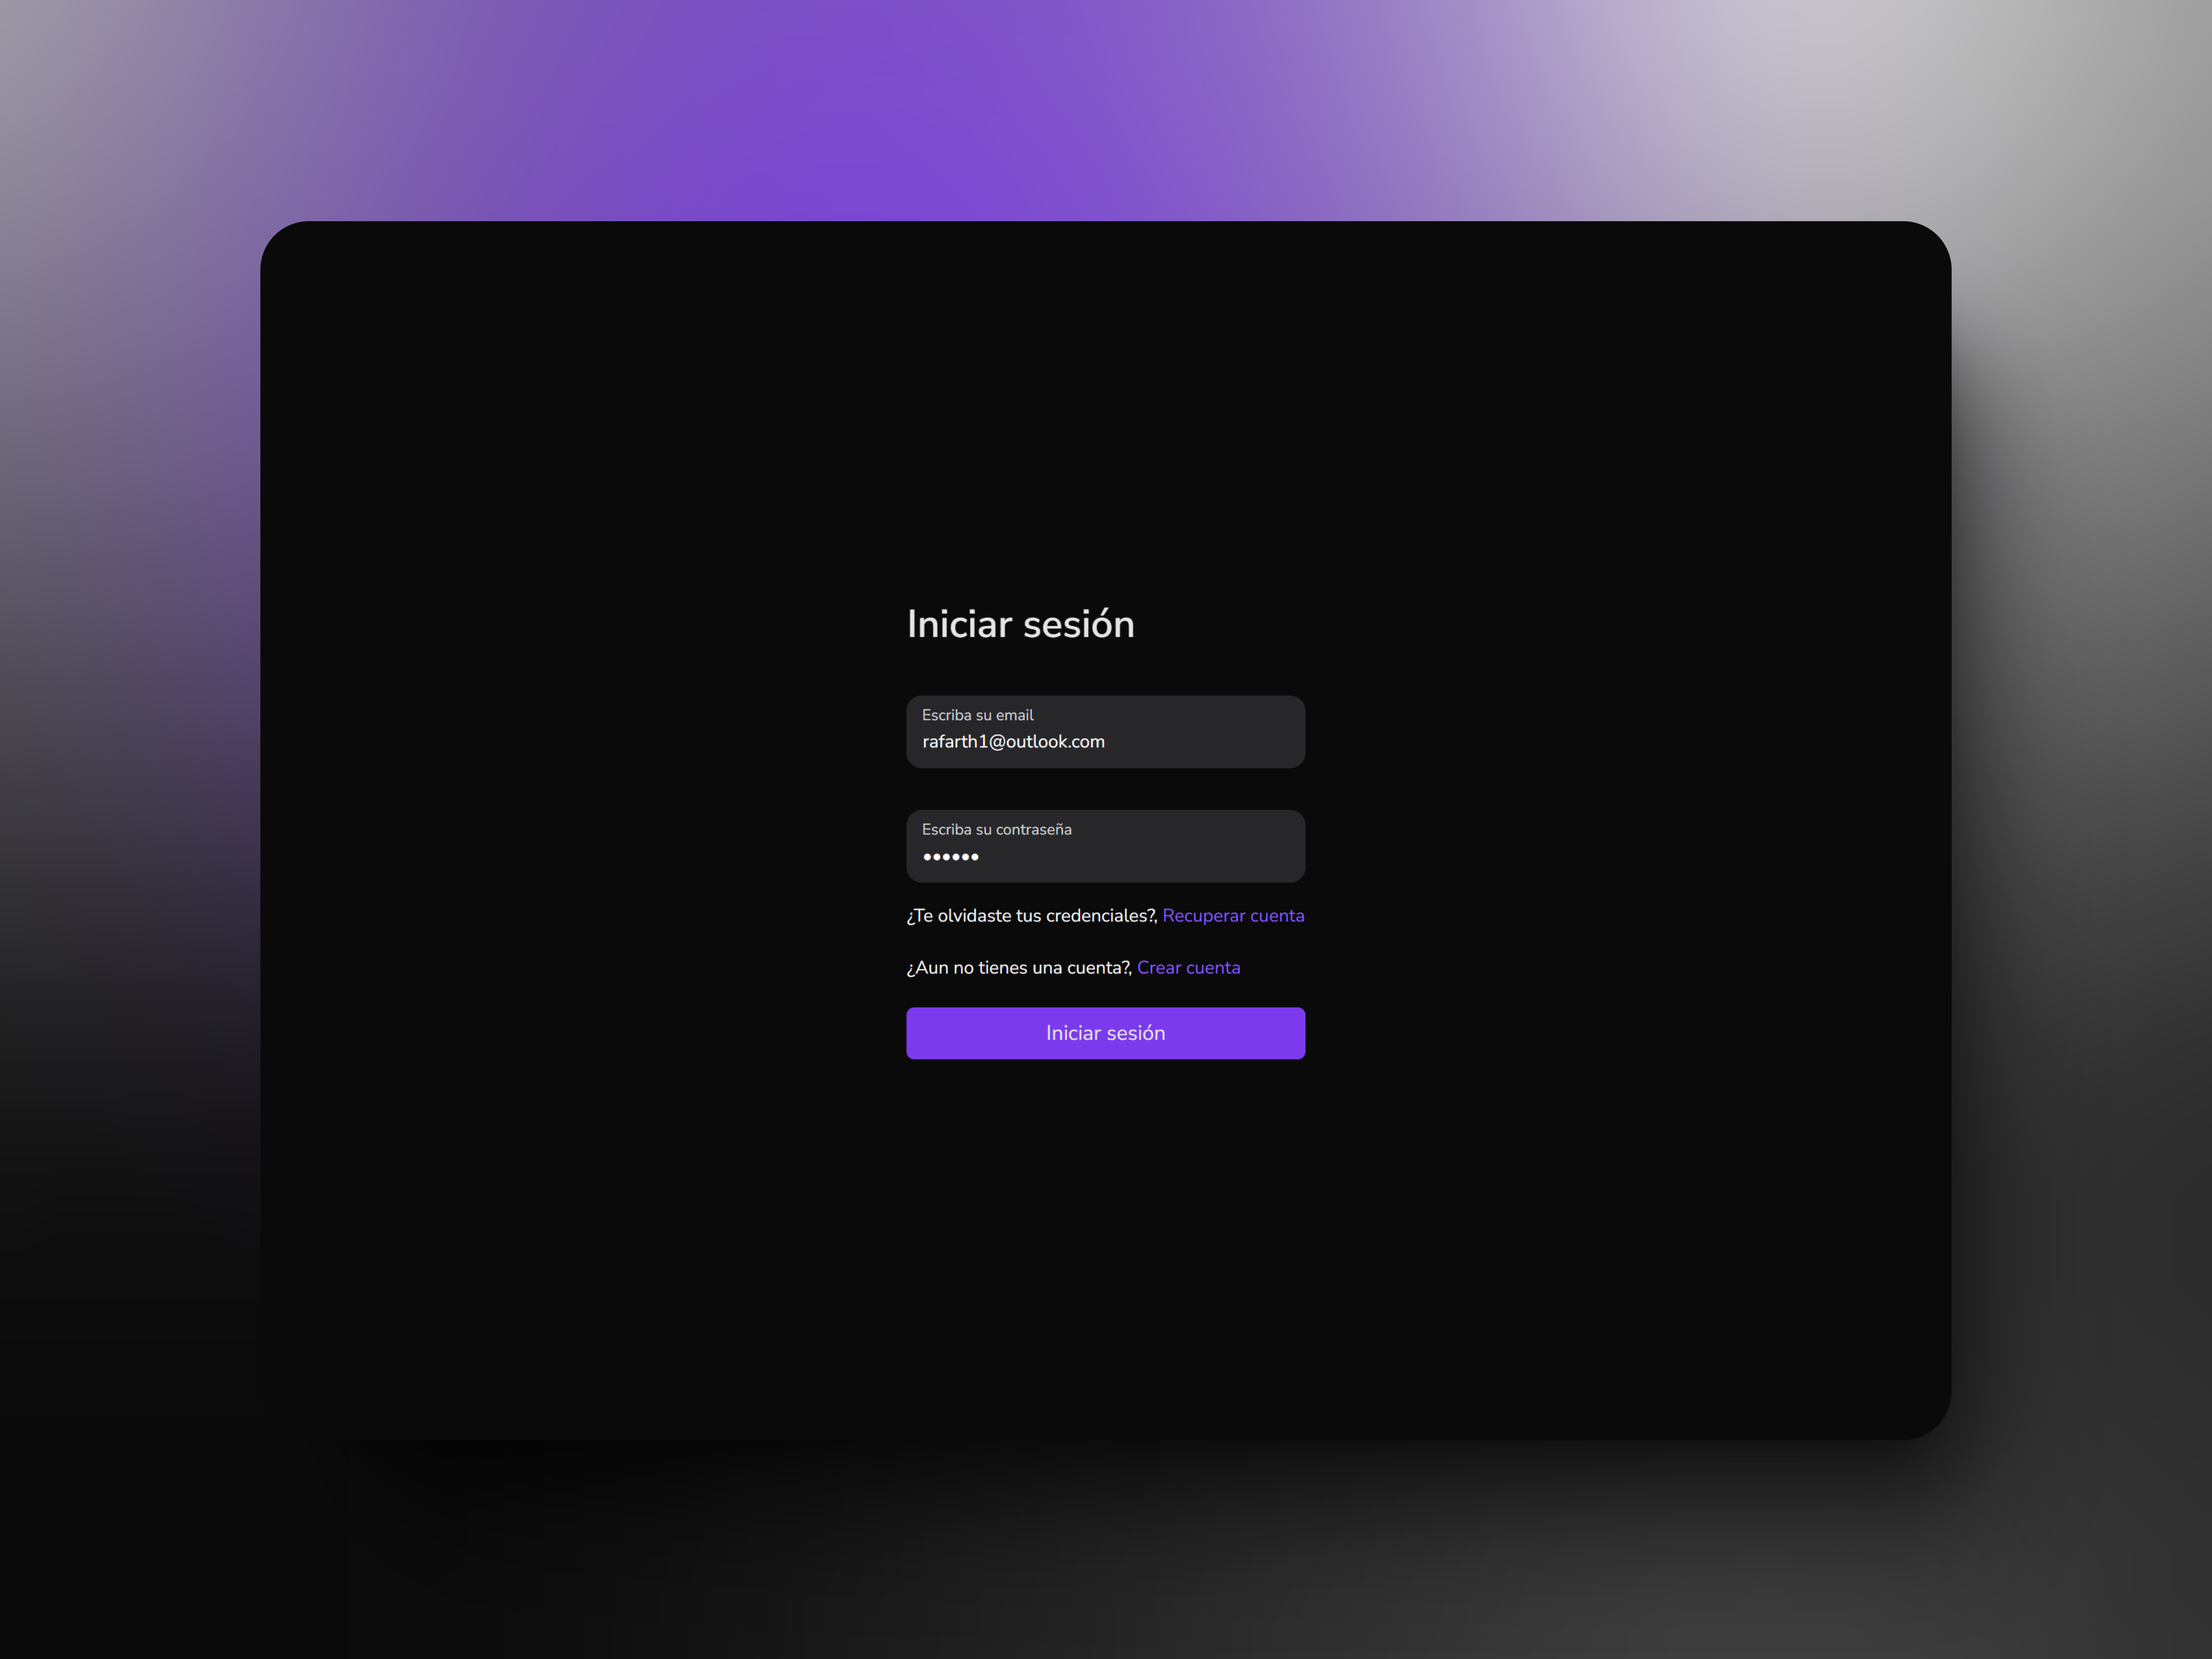 Iniciar sesión
Escriba su email
rafarth1@outlook.com
Escriba su contraseña
••••••
¿Te olvidaste tus credenciales?, Recuperar cuenta
¿Aun no tienes una cuenta?, Crear cuenta
Iniciar sesión